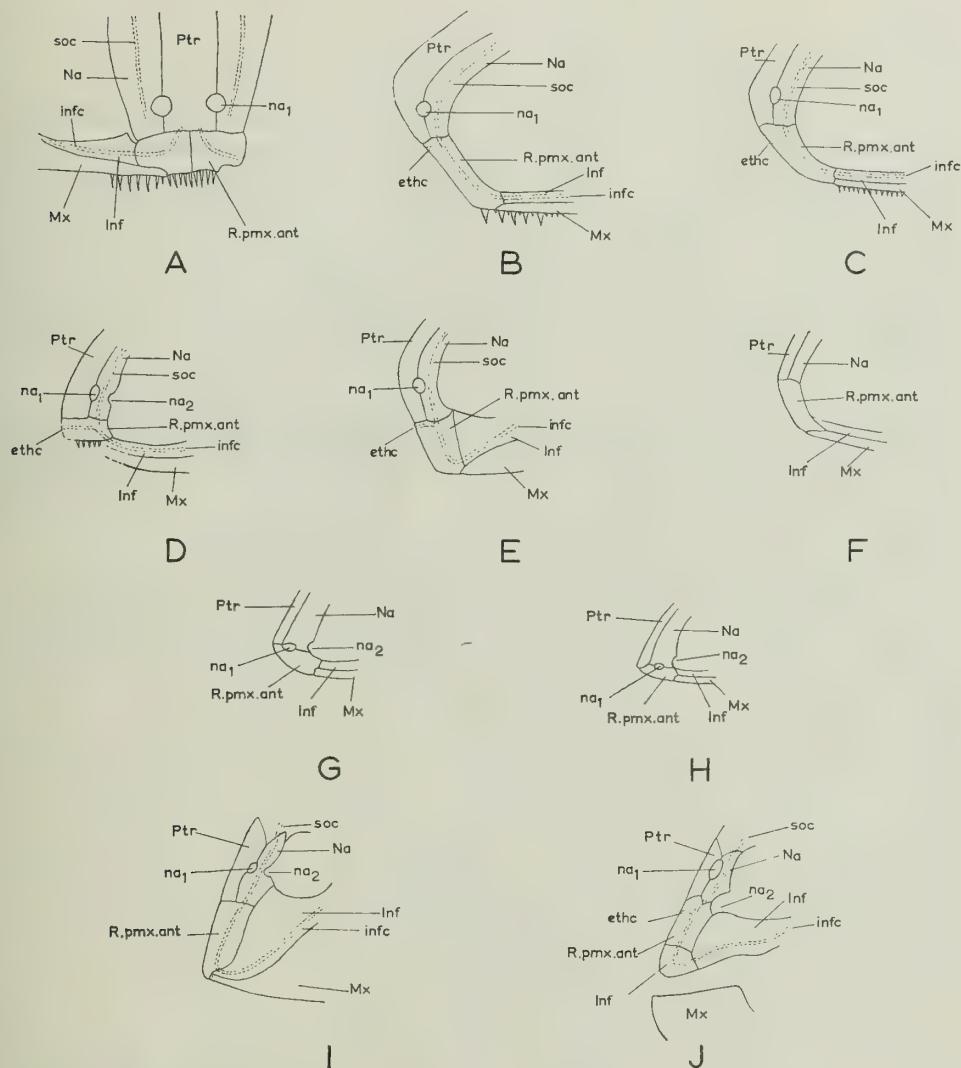 soc
Ptr
Na
infc
na1
Mx
Inf
R.pmx.ant
A
Ptr
Na
soc
na1
ethc
R.pmx.ant
Inf
infc
Mx
B
Ptr
Na
soc
na1
R.pmx.ant
ethc
infc
Inf
Mx
C
Ptr
Na
soc
na1
na2
R.pmx.ant
ethc
infc
Inf
Mx
D
Ptr
Na
soc
na1
R.pmx.ant
infc
ethc
Inf
Mx
E
Ptr
Na
R.pmx.ant
Inf
Mx
F
Ptr
Na
na2
na1
R.pmx.ant
Inf
Mx
G
Ptr
Na
na2
na1
Mx
R.pmx.ant
Inf
H
soc
Ptr
Na
na1
na2
Inf
R.pmx.ant
infc
Mx
I
soc
Ptr
Na
na1
na2
Inf
ethc
infc
R.pmx.ant
Inf
Mx
J